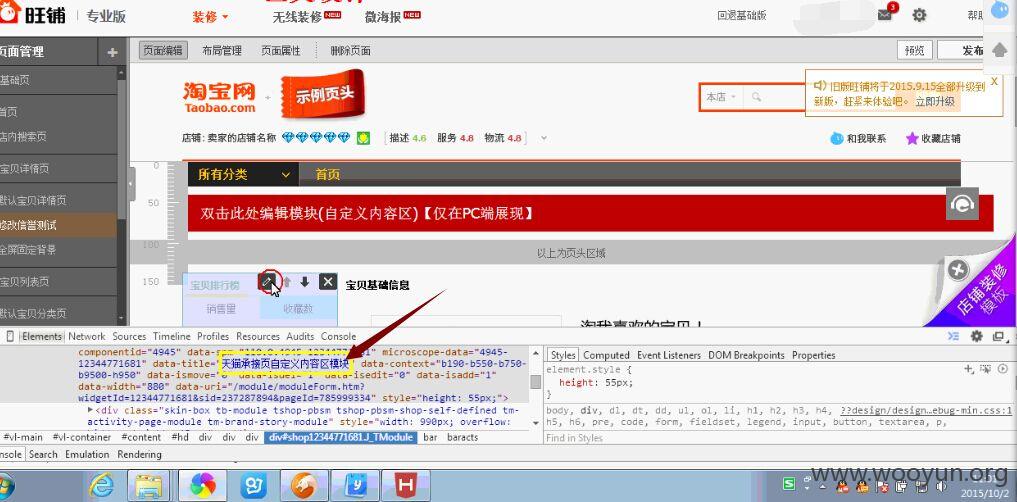 旺铺 专业版
装修 无线装修 NEW 微海报 NEW
回退基础版 3 帮
页面管理 +
页面编辑 布局管理 页面属性 删除页面 预览 发布
基础页
首页
店内搜索页
宝贝详情页
默认宝贝详情页
修改信誉测试
全屏固定背景
宝贝列表页
默认宝贝分类页
淘宝网
Taobao.com
示例页头
本店
旧版旺铺将于2015.9.15全部升级到 X
新版，赶紧来体验吧。 立即升级
店铺: 卖家的店铺名称 [ 描述 4.6 服务 4.8 物流 4.8 ]
和我联系 收藏店铺
0
50
100
150
所有分类 首页
双击此处编辑模块(自定义内容区)【仅在PC端展现】
以上为页头区域
宝贝排行榜 宝贝基础信息
销售量 收藏数
店铺装修
模板
Elements Network Sources Timeline Profiles Resources Audits Console
componentid="4945" microscope-data="4945-
12344771681" data-title="天猫承接页自定义内容区模块" data-context="b190-b550-b750-
b9500-h950" data-isedit="0" data-isadd="1"
data-width="880" data-uri="/module/moduleForm.htm?
widgetId=12344771681&sid=237287894&pageId=785999334" style="height: 55px;">
<div class="skin-box tb-module tshop-pbsm tshop-pbsm-shop-self-defined tm-
activity-page-module tm-brand-story-module" style="width: 990px; overflow:
#vl-main #vl-container #content #hd div div div div#shop12344771681.J_TModule bar baracts
Styles Computed Event Listeners DOM Breakpoints Properties
element.style {
height: 55px;
}
body, div, dl, dt, dd, ul, ol, li, h1, h2, h3, h4, ??design/design…ebug-min.css:1
h5, h6, pre, code, form, fieldset, legend, input, button, textarea, p,
Find in Styles
Console Search Emulation Rendering
www.wooyun.org
2015/10/2